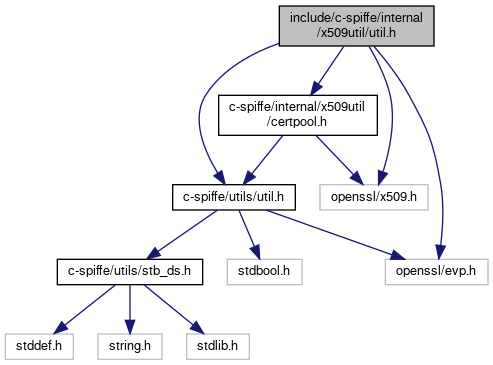 include/c-spiffe/internal
/x509util/util.h
c-spiffe/internal/x509util
/certpool.h
c-spiffe/utils/util.h
openssl/x509.h
c-spiffe/utils/stb_ds.h
stdbool.h
openssl/evp.h
stddef.h
string.h
stdlib.h